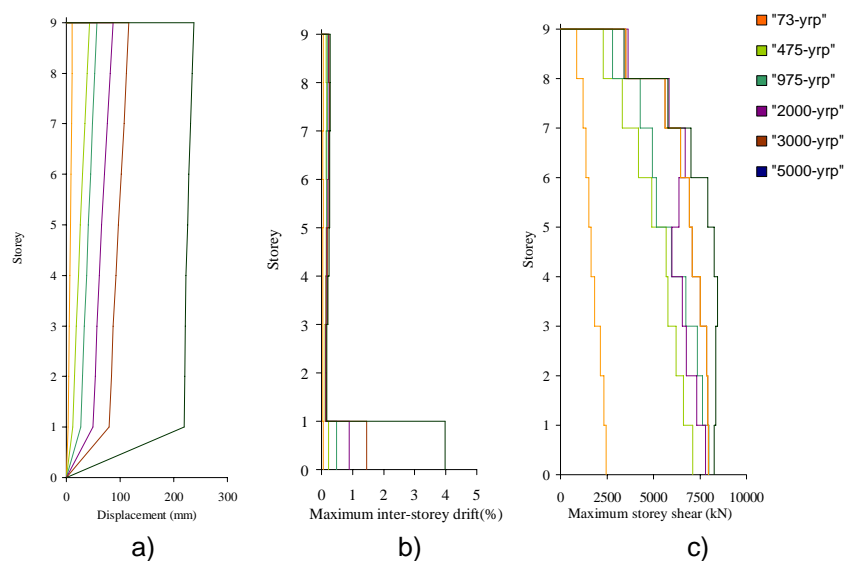 9
8
7
6
5
4
3
2
1
0
Storey
0 100 200 300
Displacement (mm)
a)
9
8
7
6
5
4
3
2
1
0
Storey
0 1 2 3 4 5
Maximum inter-storey drift(%)
b)
9
8
7
6
5
4
3
2
1
0
Storey
0 2500 5000 7500 10000
Maximum storey shear (kN)
c)
"73-yrp"
"475-yrp"
"975-yrp"
"2000-yrp"
"3000-yrp"
"5000-yrp"